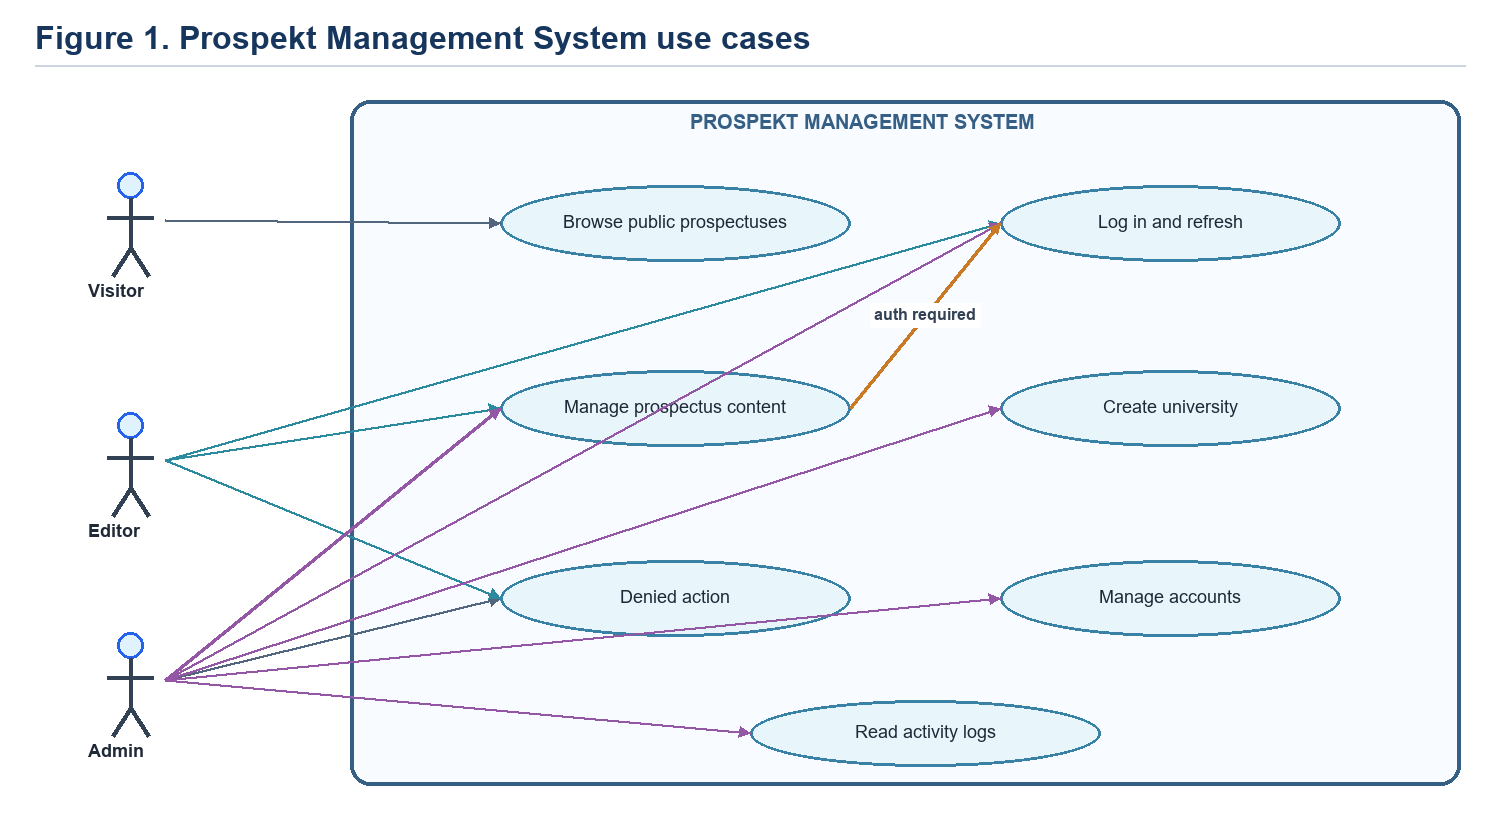 Figure 1. Prospekt Management System use cases
PROSPEKT MANAGEMENT SYSTEM
Visitor
Browse public prospectuses
Log in and refresh
auth required
Editor
Manage prospectus content
Create university
Denied action
Manage accounts
Admin
Read activity logs